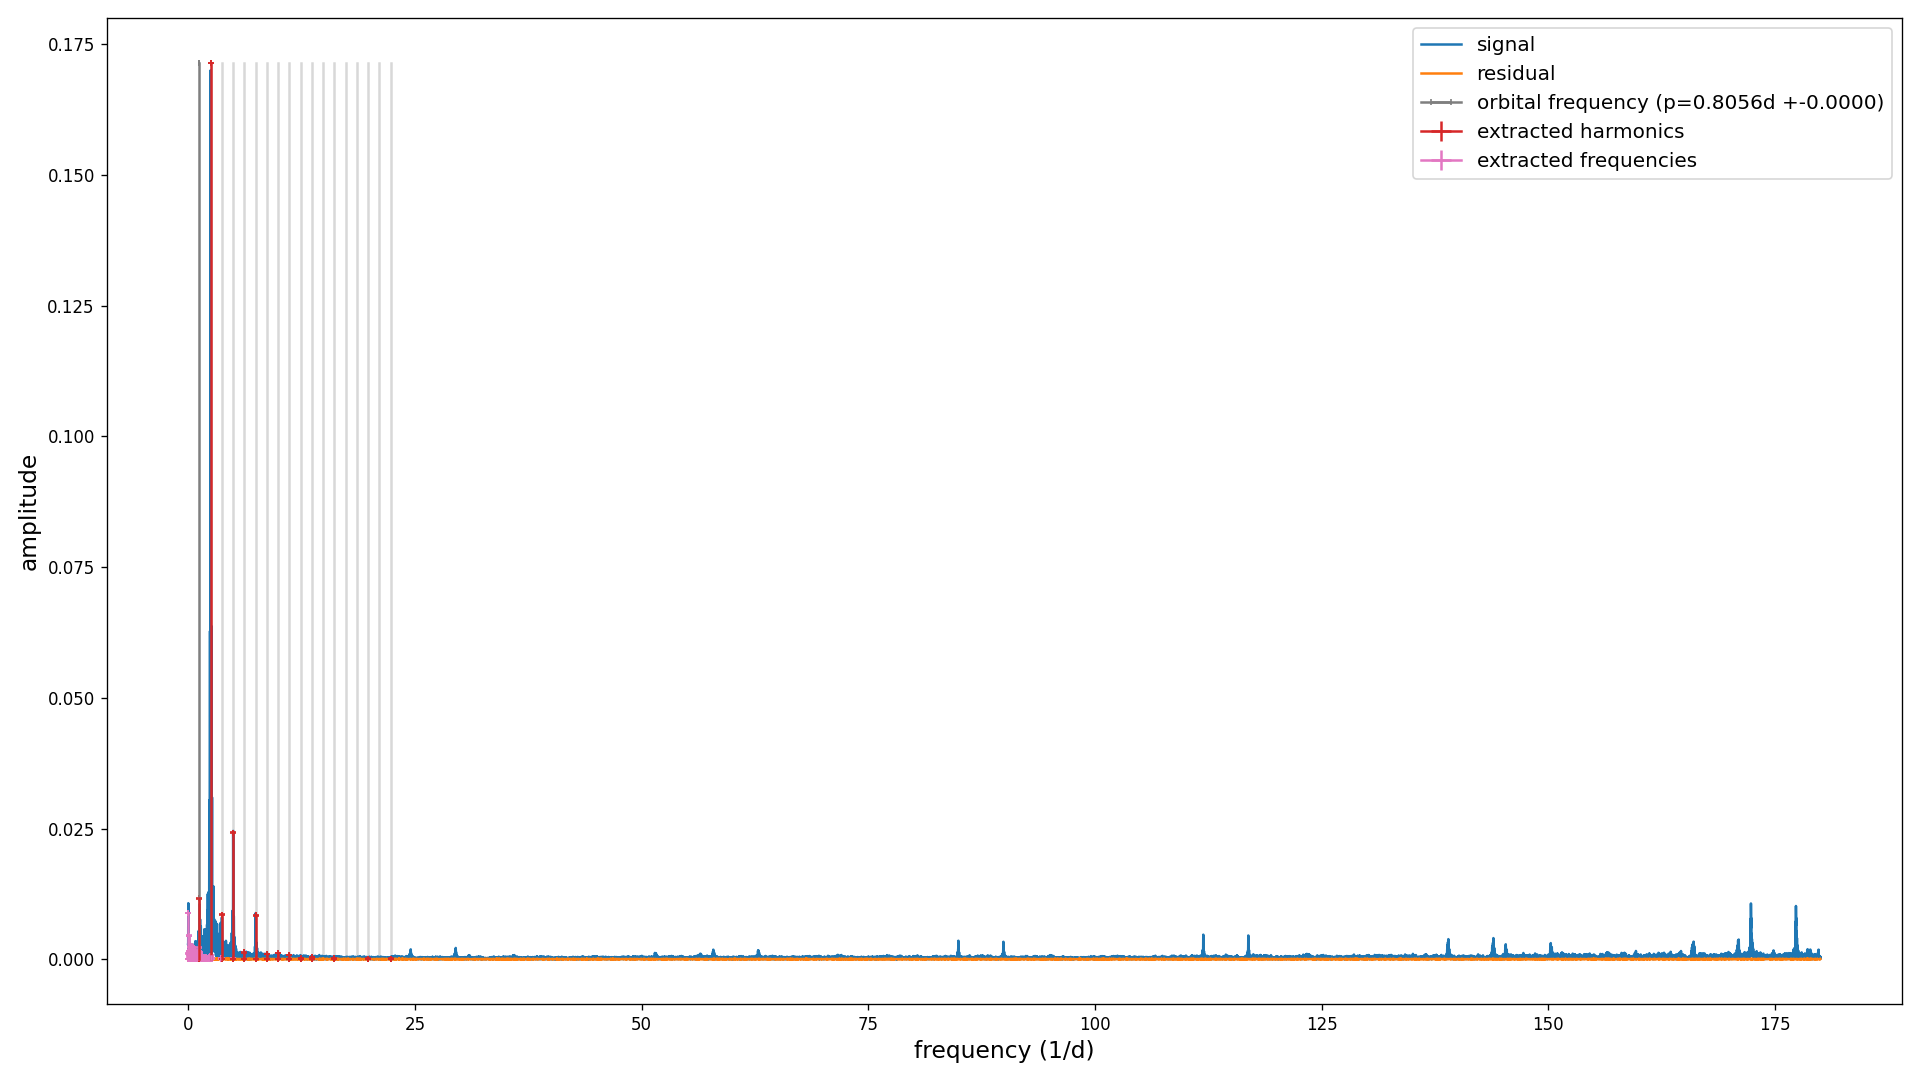 signal
residual
orbital frequency (p=0.8056d +-0.0000)
extracted harmonics
extracted frequencies
amplitude
0.175
0.150
0.125
0.100
0.075
0.050
0.025
0.000
0 25 50 75 100 125 150 175
frequency (1/d)